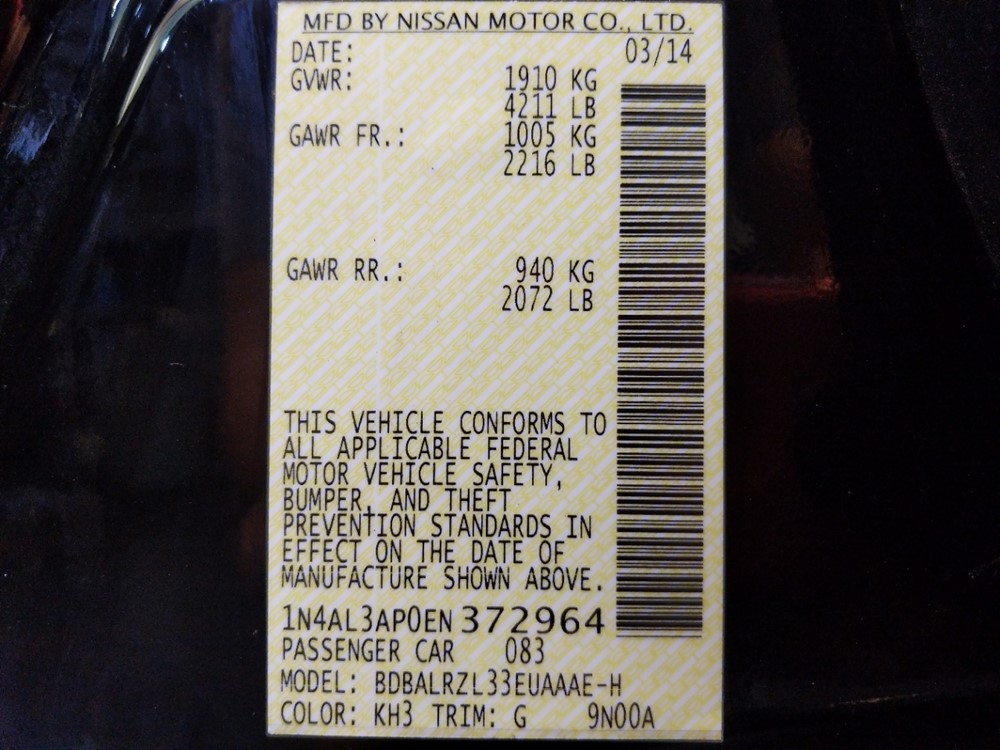 MFD BY NISSAN MOTOR CO., LTD.
DATE: 03/14
GVWR: 1910 KG
4211 LB
GAWR FR.: 1005 KG
2216 LB
GAWR RR.: 940 KG
2072 LB
THIS VEHICLE CONFORMS TO
ALL APPLICABLE FEDERAL
MOTOR VEHICLE SAFETY,
BUMPER, AND THEFT
PREVENTION STANDARDS IN
EFFECT ON THE DATE OF
MANUFACTURE SHOWN ABOVE.
1N4AL3AP0EN372964
PASSENGER CAR 083
MODEL: BDBALRZL33EUAAAE-H
COLOR: KH3 TRIM: G 9N00A